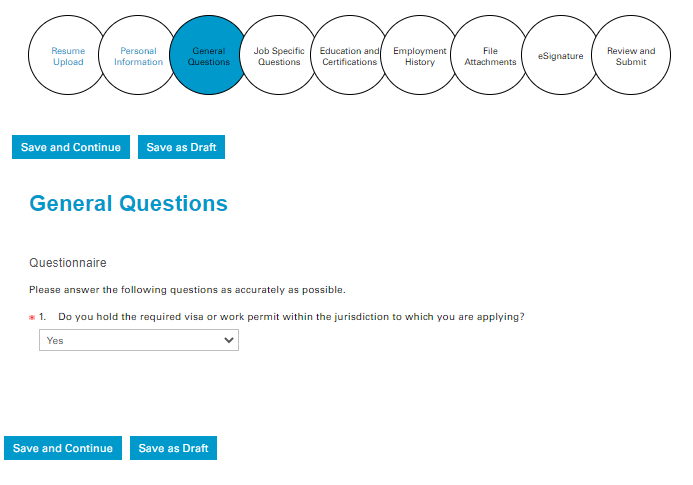 Resume Upload
Personal Information
General Questions
Job Specific Questions
Education and Certifications
Employment History
File Attachments
eSignature
Review and Submit
Save and Continue
Save as Draft
General Questions
Questionnaire
Please answer the following questions as accurately as possible.
* 1. Do you hold the required visa or work permit within the jurisdiction to which you are applying?
Yes
Save and Continue
Save as Draft